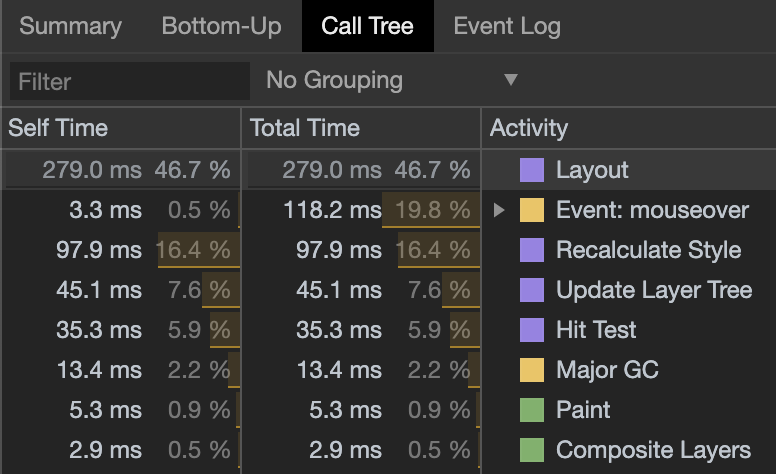 Summary Bottom-Up Call Tree Event Log
Filter No Grouping ▼
Self Time Total Time Activity
279.0 ms 46.7 % 279.0 ms 46.7 % Layout
3.3 ms 0.5 % 118.2 ms 19.8 % Event: mouseover
97.9 ms 16.4 % 97.9 ms 16.4 % Recalculate Style
45.1 ms 7.6 % 45.1 ms 7.6 % Update Layer Tree
35.3 ms 5.9 % 35.3 ms 5.9 % Hit Test
13.4 ms 2.2 % 13.4 ms 2.2 % Major GC
5.3 ms 0.9 % 5.3 ms 0.9 % Paint
2.9 ms 0.5 % 2.9 ms 0.5 % Composite Layers